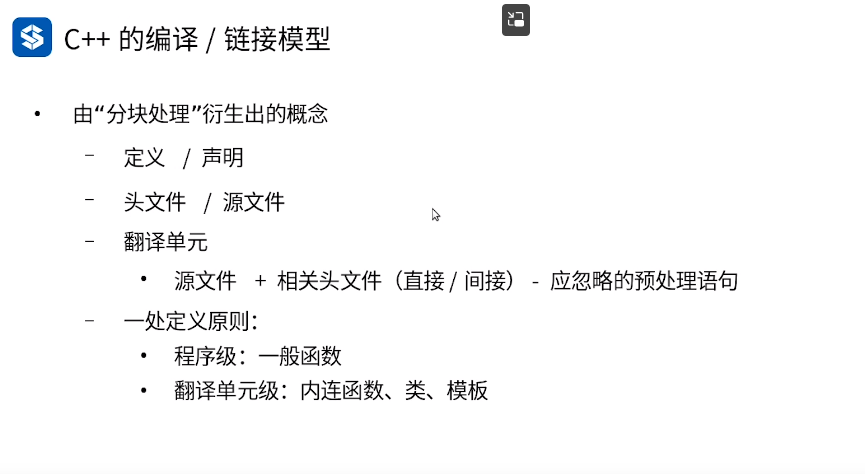 C++ 的编译 / 链接模型
• 由“分块处理”衍生出的概念
– 定义 / 声明
– 头文件 / 源文件
– 翻译单元
• 源文件 + 相关头文件（直接 / 间接） - 应忽略的预处理语句
– 一处定义原则：
• 程序级：一般函数
• 翻译单元级：内连函数、类、模板